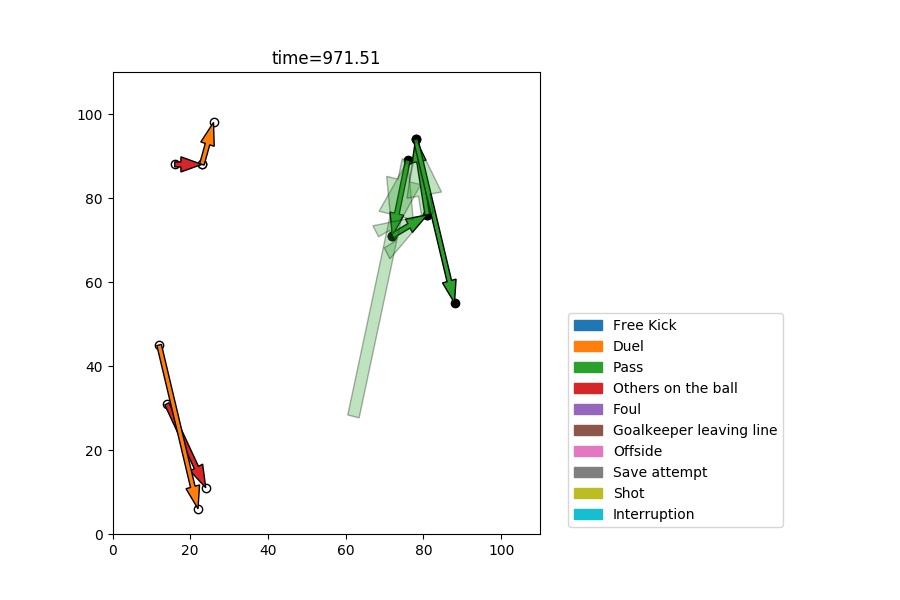 time=971.51
100
80
60
40
20
0
0 20 40 60 80 100
Free Kick
Duel
Pass
Others on the ball
Foul
Goalkeeper leaving line
Offside
Save attempt
Shot
Interruption